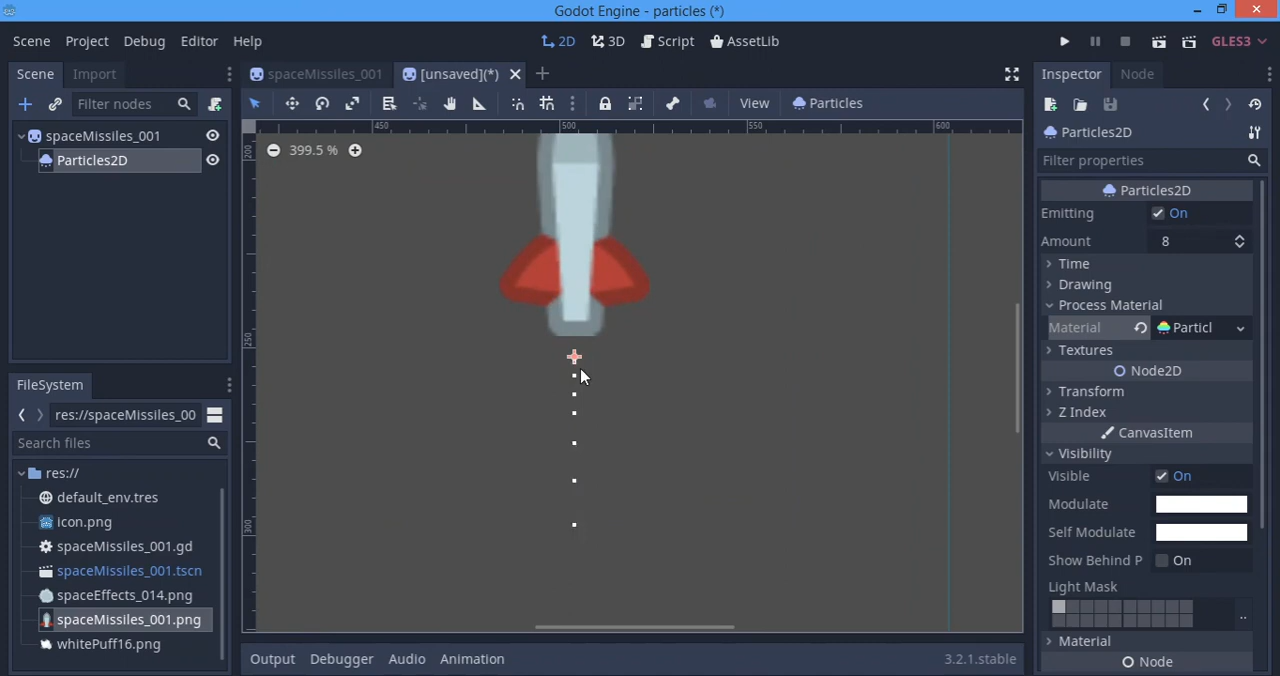 Godot Engine - particles (*)
Scene Project Debug Editor Help
2D 3D Script AssetLib
GLES3
Scene Import
spaceMissiles_001 [unsaved](*)
Inspector Node
Filter nodes
View Particles
spaceMissiles_001
Particles2D
450 500 550 600
200
250
300
399.5 %
Particles2D
Filter properties
Particles2D
Emitting On
Amount 8
Time
Drawing
Process Material
Material Particl
Textures
Node2D
Transform
Z Index
CanvasItem
Visibility
Visible On
Modulate
Self Modulate
Show Behind P On
Light Mask
..
Material
Node
FileSystem
res://spaceMissiles_00
Search files
res://
default_env.tres
icon.png
spaceMissiles_001.gd
spaceMissiles_001.tscn
spaceEffects_014.png
spaceMissiles_001.png
whitePuff16.png
Output Debugger Audio Animation 3.2.1.stable